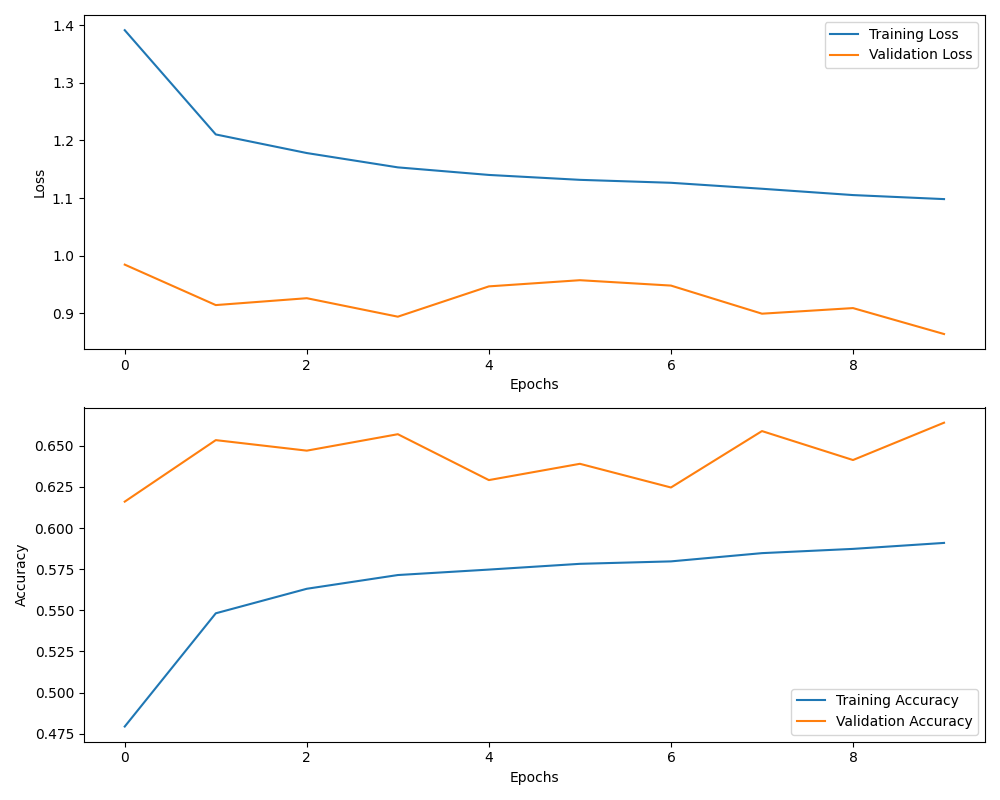 1.4
1.3
1.2
1.1
1.0
0.9
Loss
Training Loss
Validation Loss
0 2 4 6 8
Epochs
0.650
0.625
0.600
0.575
0.550
0.525
0.500
0.475
Accuracy
Training Accuracy
Validation Accuracy
0 2 4 6 8
Epochs